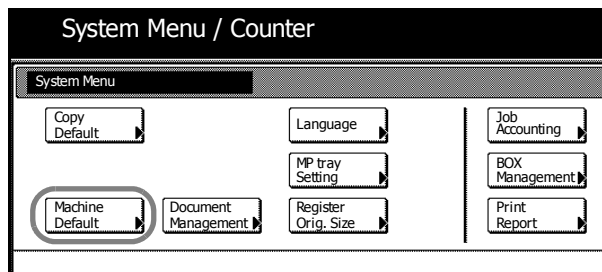 System Menu / Counter
System Menu
Copy
Default
Language
Job
Accounting
MP tray
Setting
BOX
Management
Machine
Default
Document
Management
Register
Orig. Size
Print
Report